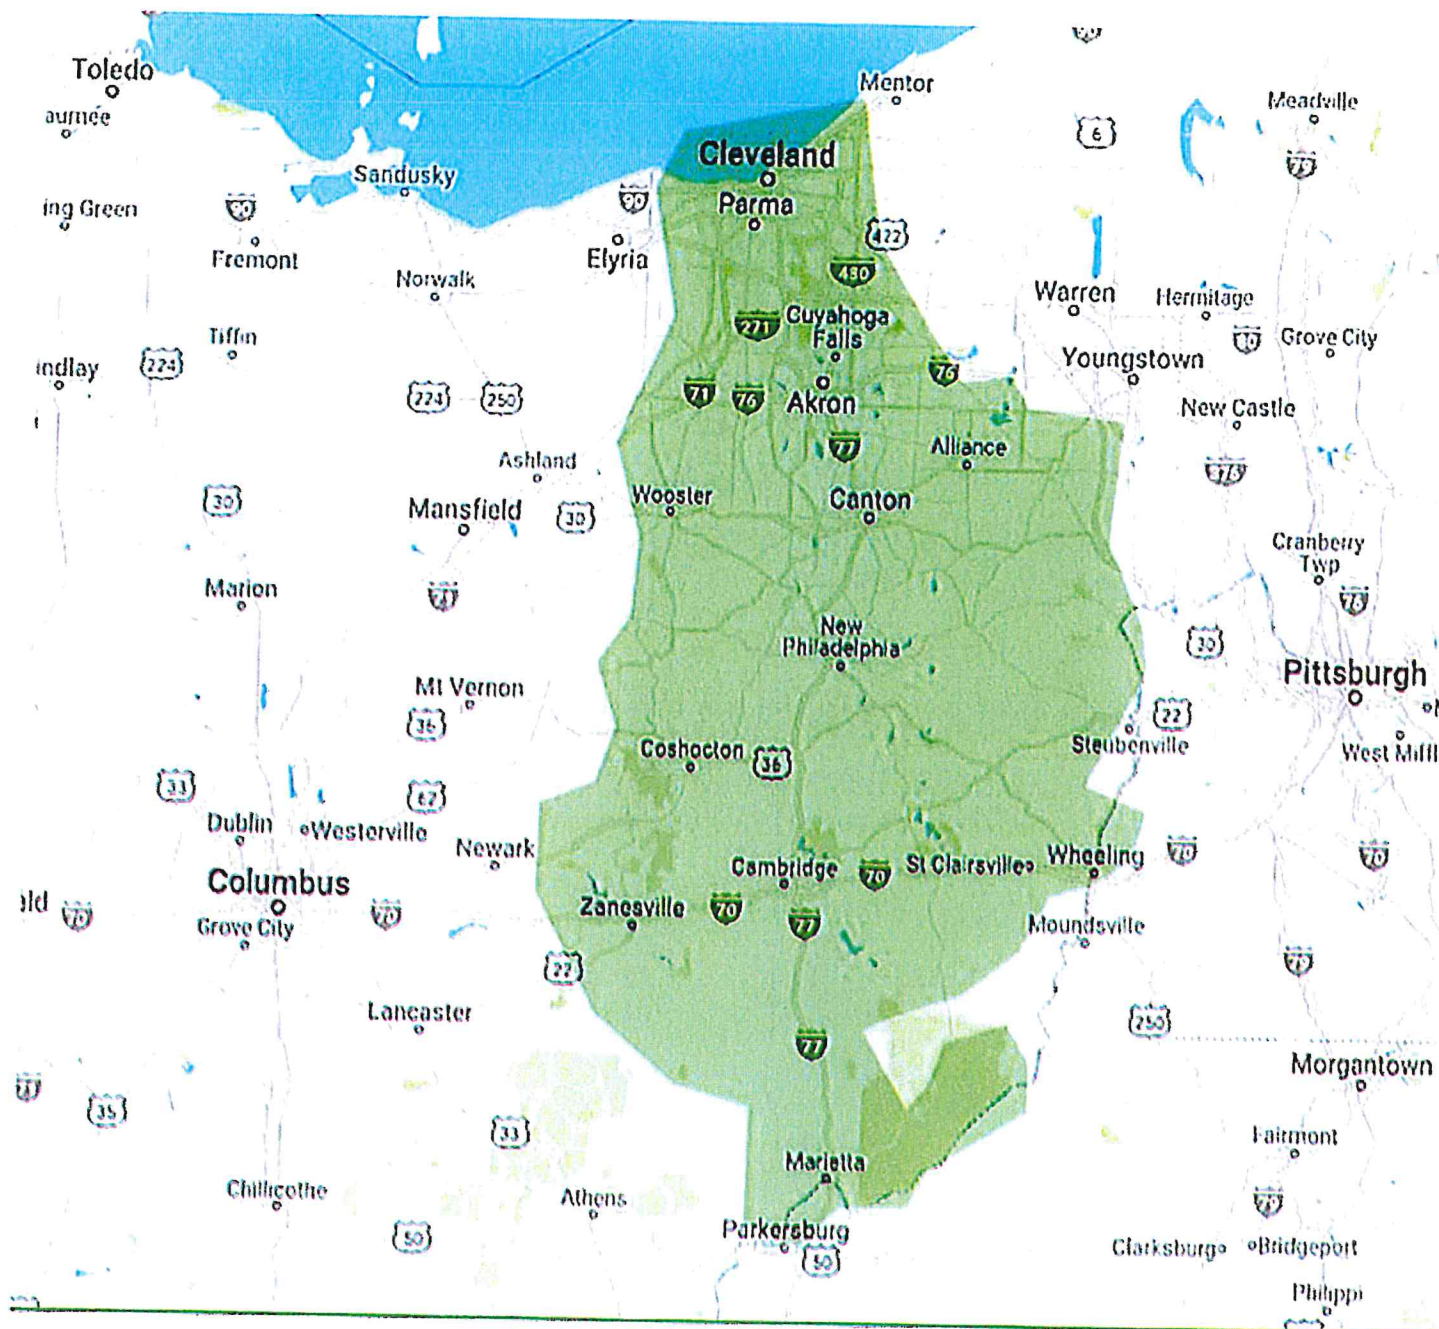 Toledo
Mentor
Meadville
aumee
6
79
Cleveland
Sandusky
90
ing Green
90
Parma
422
Fremont
Elyria
480
Norwalk
Warren
Hermitage
271
Cuyahoga
Falls
Tiffin
Grove City
224
indlay
Youngstown
76
71
76
Akron
224
250
New Castle
77
Alliance
Ashland
376
30
Wooster
Canton
Mansfield
30
Cranberry
Twp
Marion
71
76
New
Philadelphia
30
Pittsburgh
Mt Vernon
36
22
Steubenville
West Miffl
Coshocton
36
33
62
Dublin
Westerville
Newark
70
70
Wheeling
St Clairsville
Cambridge
70
Columbus
ald
70
70
Zanesville
70
77
Grove City
Moundsville
22
79
Lancaster
250
77
Morgantown
35
33
Fairmont
Marietta
Chillicothe
Athens
79
50
Parkersburg
50
Clarksburg
Bridgeport
Philippi